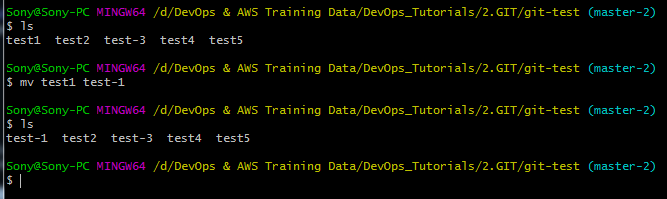 Sony@Sony-PC MINGW64 /d/DevOps & AWS Training Data/DevOps_Tutorials/2.GIT/git-test (master-2)
$ ls
test1  test2  test-3  test4  test5
Sony@Sony-PC MINGW64 /d/DevOps & AWS Training Data/DevOps_Tutorials/2.GIT/git-test (master-2)
$ mv test1 test-1
Sony@Sony-PC MINGW64 /d/DevOps & AWS Training Data/DevOps_Tutorials/2.GIT/git-test (master-2)
$ ls
test-1  test2  test-3  test4  test5
Sony@Sony-PC MINGW64 /d/DevOps & AWS Training Data/DevOps_Tutorials/2.GIT/git-test (master-2)
$